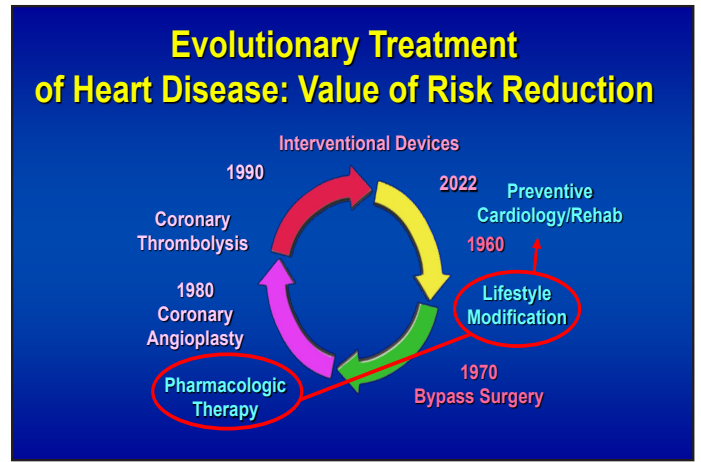 Evolutionary Treatment
of Heart Disease: Value of Risk Reduction
Interventional Devices
1990
2022
Preventive
Cardiology/Rehab
Coronary
Thrombolysis
1960
1980
Coronary
Angioplasty
Lifestyle
Modification
Pharmacologic
Therapy
1970
Bypass Surgery